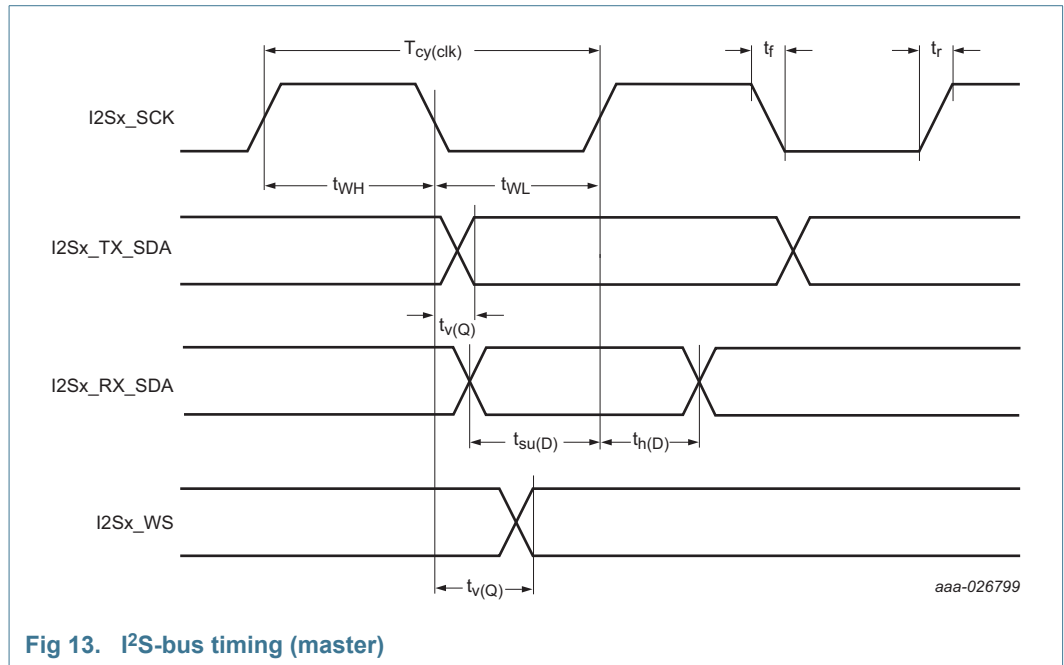 Tcy(clk)
tf
tr
I2Sx_SCK
tWH
tWL
I2Sx_TX_SDA
tv(Q)
I2Sx_RX_SDA
tsu(D)
th(D)
I2Sx_WS
tv(Q)
aaa-026799
Fig 13. I²S-bus timing (master)